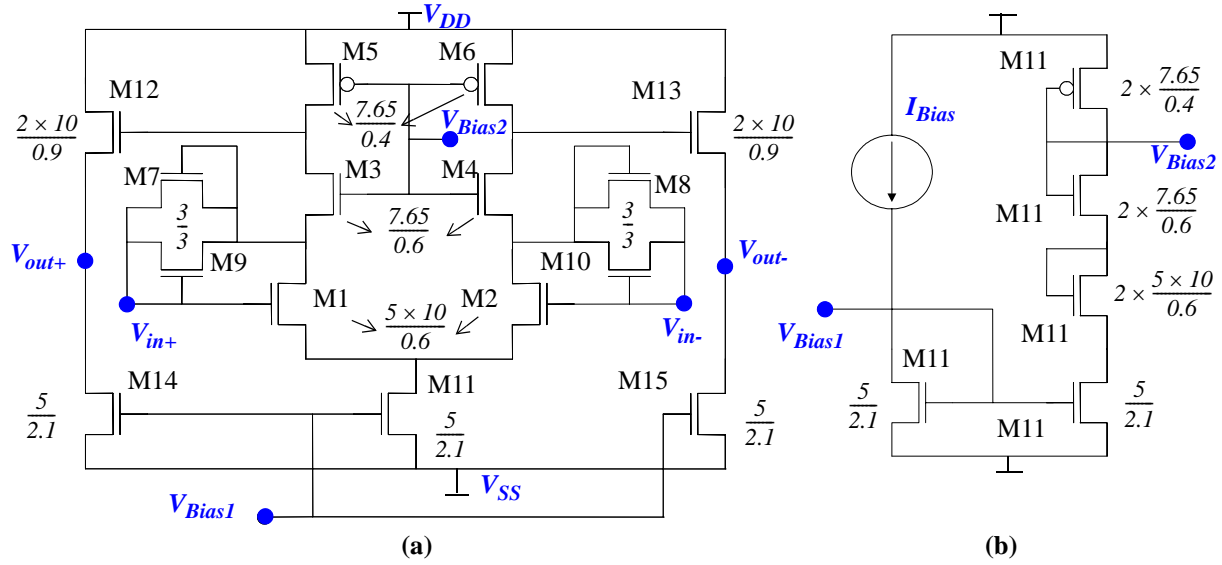 V_DD
M5
M6
M11
M12
M13
7.65/0.4
2 × 7.65/0.4
I_Bias
2 × 10/0.9
V_Bias2
2 × 10/0.9
V_Bias2
M7
M3
M4
M8
3/3
7.65/0.6
3/3
M11
2 × 7.65/0.6
V_out+
M9
M10
V_out-
M1
M2
2 × 5 × 10/0.6
V_in+
5 × 10/0.6
V_in-
V_Bias1
M11
M14
M11
M15
M11
5/2.1
5/2.1
5/2.1
5/2.1
M11
5/2.1
V_SS
V_Bias1
(a)
(b)